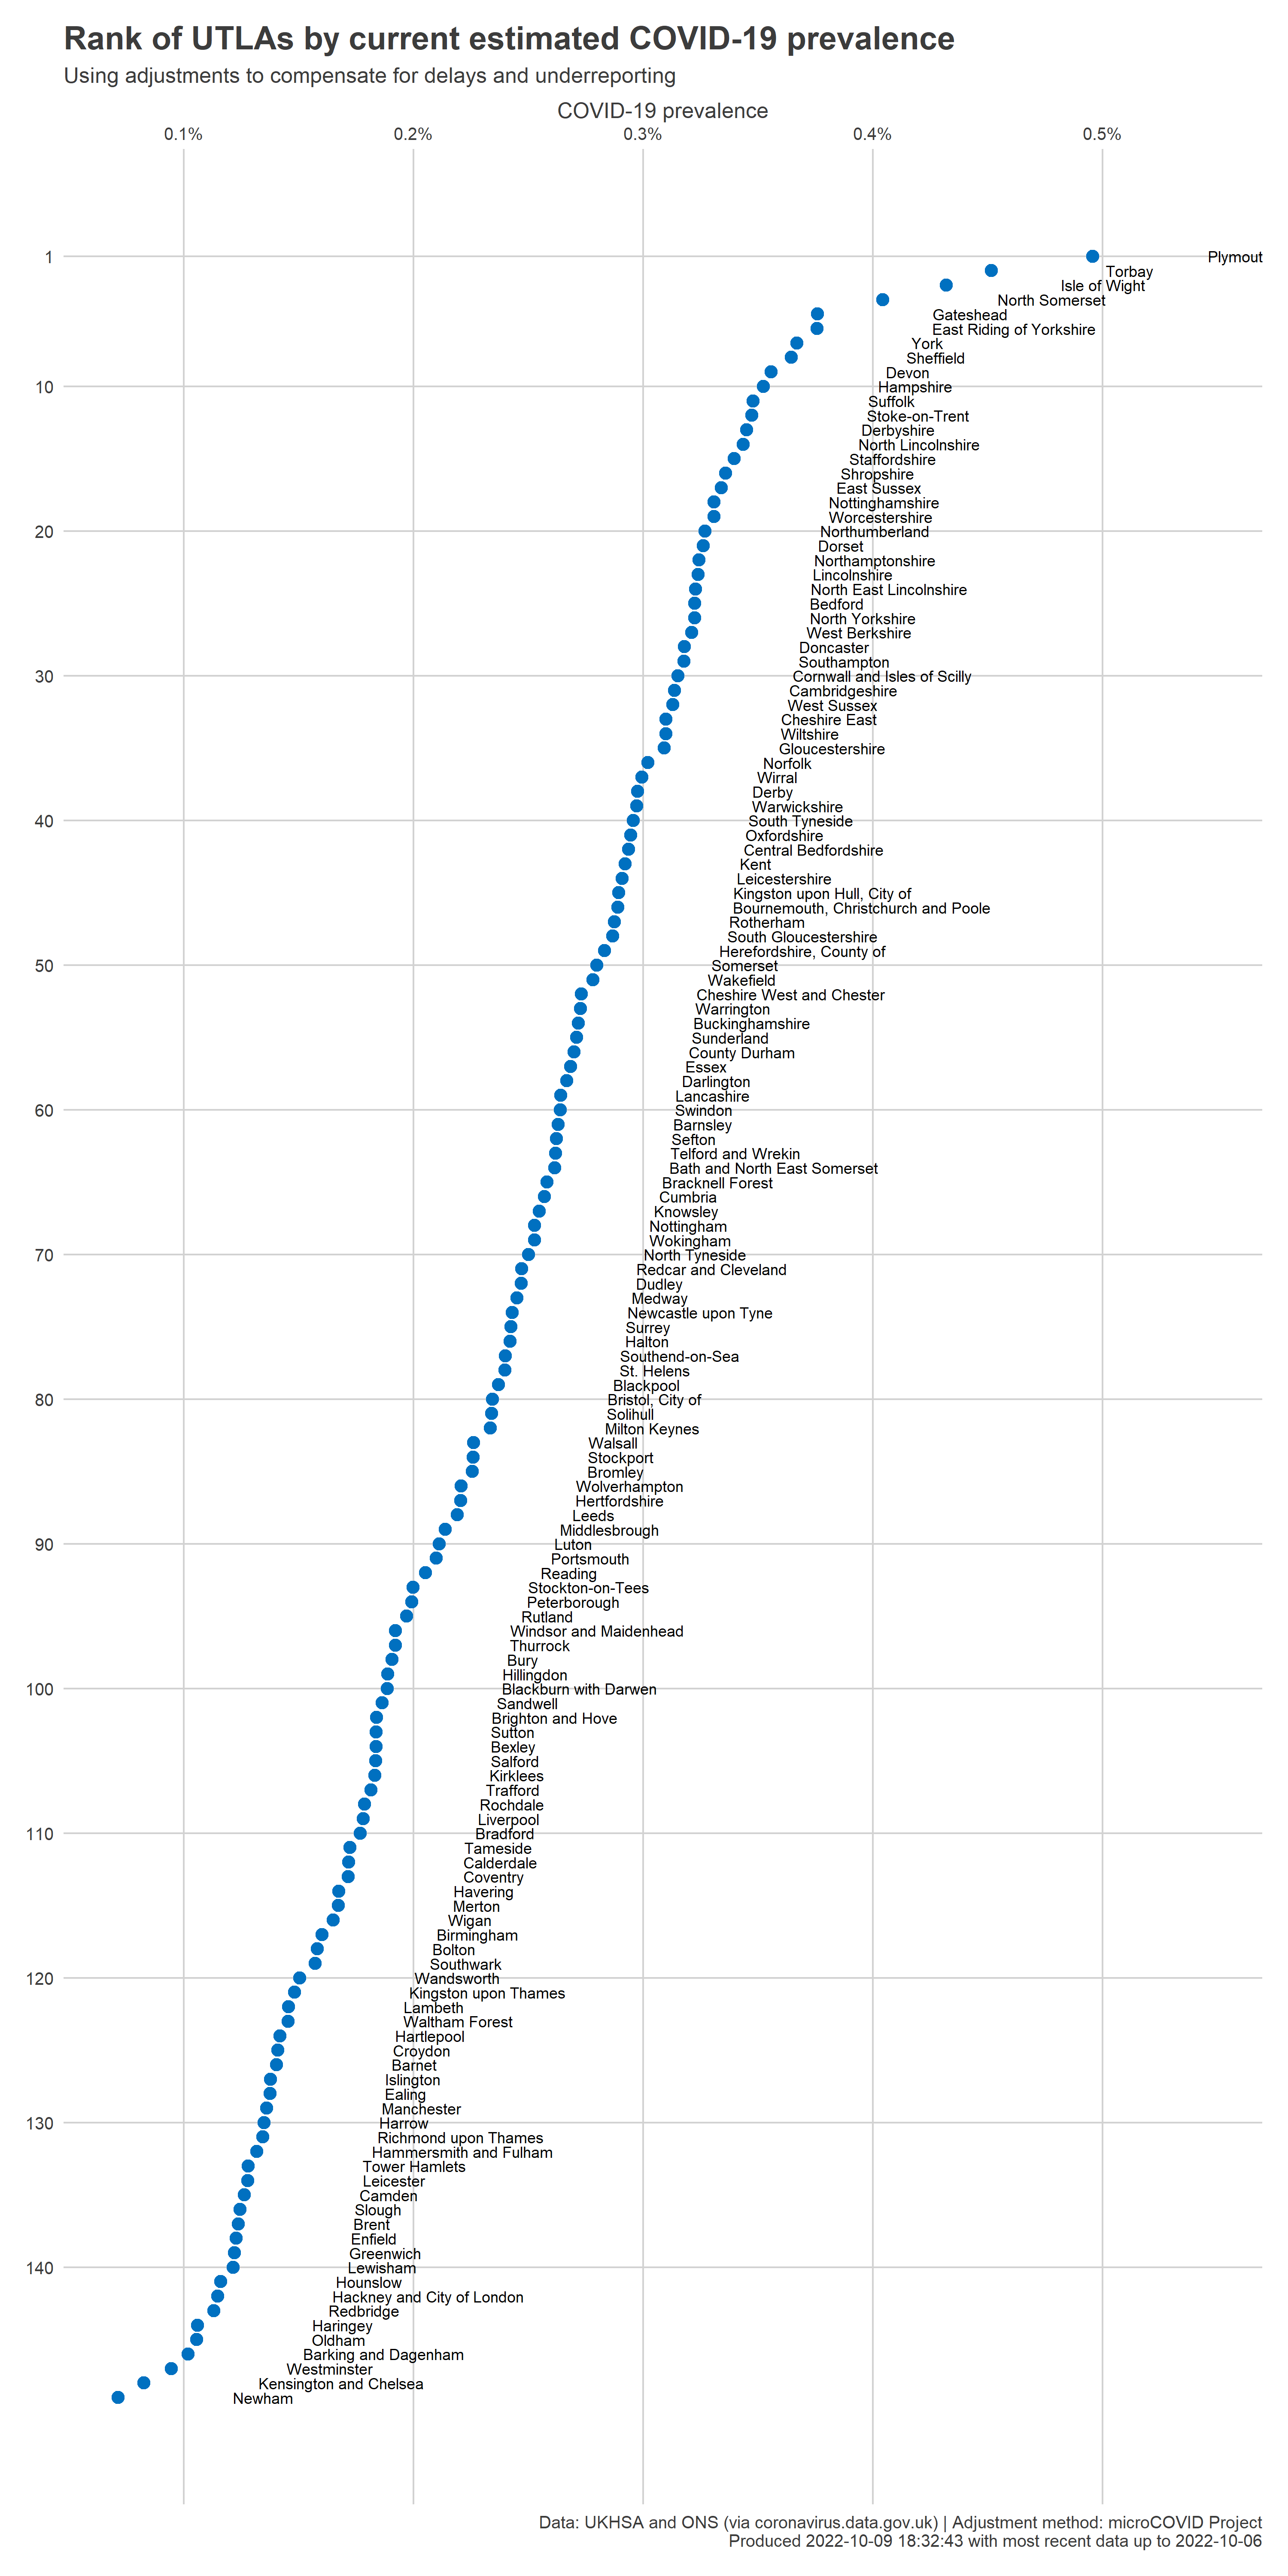 Rank of UTLAs by current estimated COVID-19 prevalence
Using adjustments to compensate for delays and underreporting
COVID-19 prevalence
0.1% 0.2% 0.3% 0.4% 0.5%
1 Plymout
Torbay
Isle of Wight
North Somerset
Gateshead
East Riding of Yorkshire
York
Sheffield
Devon
10 Hampshire
Suffolk
Stoke-on-Trent
Derbyshire
North Lincolnshire
Staffordshire
Shropshire
East Sussex
Nottinghamshire
Worcestershire
20 Northumberland
Dorset
Northamptonshire
Lincolnshire
North East Lincolnshire
Bedford
North Yorkshire
West Berkshire
Doncaster
Southampton
30 Cornwall and Isles of Scilly
Cambridgeshire
West Sussex
Cheshire East
Wiltshire
Gloucestershire
Norfolk
Wirral
Derby
Warwickshire
40 South Tyneside
Oxfordshire
Central Bedfordshire
Kent
Leicestershire
Kingston upon Hull, City of
Bournemouth, Christchurch and Poole
Rotherham
South Gloucestershire
Herefordshire, County of
50 Somerset
Wakefield
Cheshire West and Chester
Warrington
Buckinghamshire
Sunderland
County Durham
Essex
Darlington
Lancashire
60 Swindon
Barnsley
Sefton
Telford and Wrekin
Bath and North East Somerset
Bracknell Forest
Cumbria
Knowsley
Nottingham
Wokingham
70 North Tyneside
Redcar and Cleveland
Dudley
Medway
Newcastle upon Tyne
Surrey
Halton
Southend-on-Sea
St. Helens
Blackpool
80 Bristol, City of
Solihull
Milton Keynes
Walsall
Stockport
Bromley
Wolverhampton
Hertfordshire
Leeds
Middlesbrough
90 Luton
Portsmouth
Reading
Stockton-on-Tees
Peterborough
Rutland
Windsor and Maidenhead
Thurrock
Bury
Hillingdon
100 Blackburn with Darwen
Sandwell
Brighton and Hove
Sutton
Bexley
Salford
Kirklees
Trafford
Rochdale
Liverpool
110 Bradford
Tameside
Calderdale
Coventry
Havering
Merton
Wigan
Birmingham
Bolton
Southwark
120 Wandsworth
Kingston upon Thames
Lambeth
Waltham Forest
Hartlepool
Croydon
Barnet
Islington
Ealing
Manchester
130 Harrow
Richmond upon Thames
Hammersmith and Fulham
Tower Hamlets
Leicester
Camden
Slough
Brent
Enfield
Greenwich
140 Lewisham
Hounslow
Hackney and City of London
Redbridge
Haringey
Oldham
Barking and Dagenham
Westminster
Kensington and Chelsea
Newham
Data: UKHSA and ONS (via coronavirus.data.gov.uk) | Adjustment method: microCOVID Project
Produced 2022-10-09 18:32:43 with most recent data up to 2022-10-06